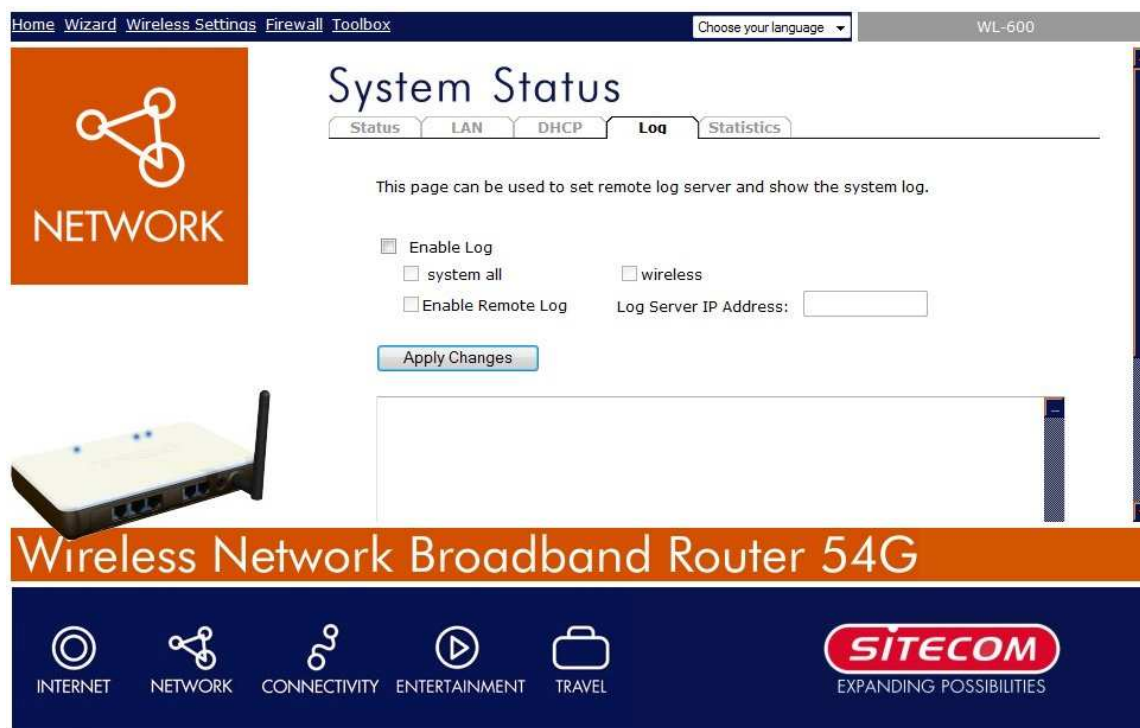 Home Wizard Wireless Settings Firewall Toolbox
Choose your language
WL-600
NETWORK
System Status
Status LAN DHCP Log Statistics
This page can be used to set remote log server and show the system log.
Enable Log
system all wireless
Enable Remote Log Log Server IP Address:
Apply Changes
Wireless Network Broadband Router 54G
INTERNET NETWORK CONNECTIVITY ENTERTAINMENT TRAVEL
SITECOM
EXPANDING POSSIBILITIES